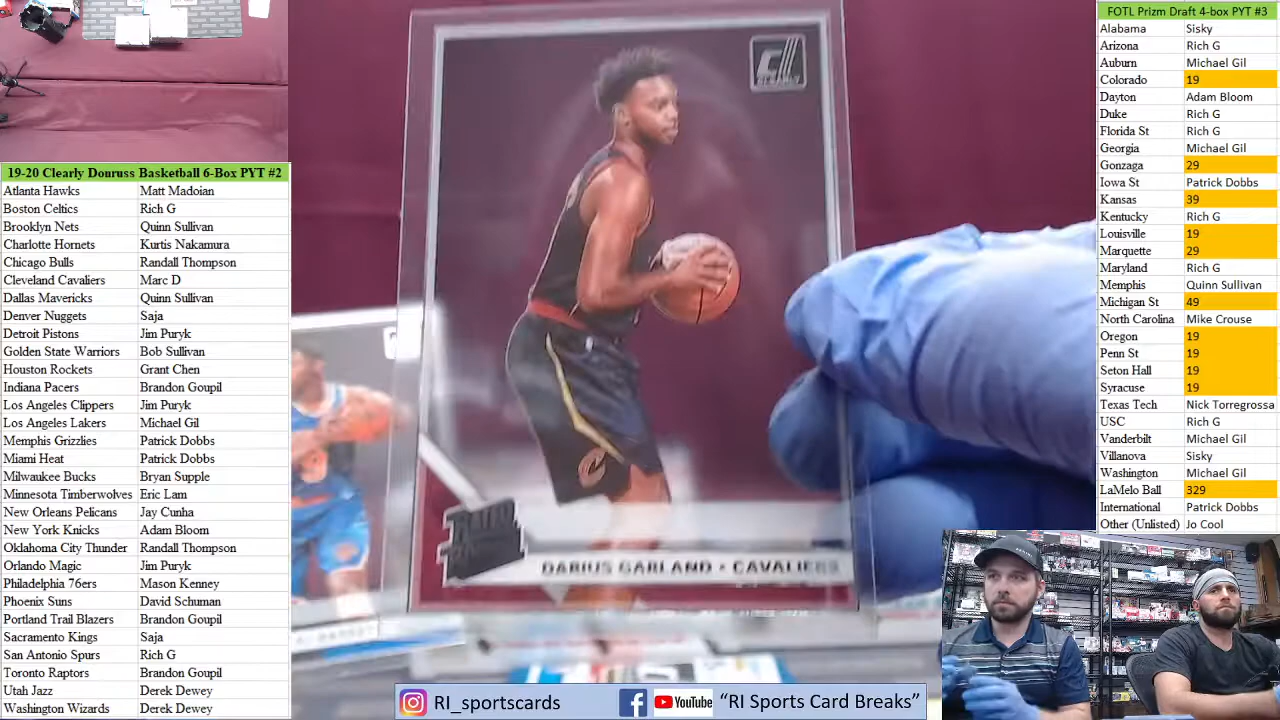 19-20 Clearly Donruss Basketball 6-Box PYT #2
Atlanta Hawks Matt Madoian
Boston Celtics Rich G
Brooklyn Nets Quinn Sullivan
Charlotte Hornets Kurtis Nakamura
Chicago Bulls Randall Thompson
Cleveland Cavaliers Marc D
Dallas Mavericks Quinn Sullivan
Denver Nuggets Saja
Detroit Pistons Jim Puryk
Golden State Warriors Bob Sullivan
Houston Rockets Grant Chen
Indiana Pacers Brandon Goupil
Los Angeles Clippers Jim Puryk
Los Angeles Lakers Michael Gil
Memphis Grizzlies Patrick Dobbs
Miami Heat Patrick Dobbs
Milwaukee Bucks Bryan Supple
Minnesota Timberwolves Eric Lam
New Orleans Pelicans Jay Cunha
New York Knicks Adam Bloom
Oklahoma City Thunder Randall Thompson
Orlando Magic Jim Puryk
Philadelphia 76ers Mason Kenney
Phoenix Suns David Schuman
Portland Trail Blazers Brandon Goupil
Sacramento Kings Saja
San Antonio Spurs Rich G
Toronto Raptors Brandon Goupil
Utah Jazz Derek Dewey
Washington Wizards Derek Dewey
DARIUS GARLAND - CAVALIERS
RI_sportscards
YouTube "RI Sports Card Breaks"
FOTL Prizm Draft 4-box PYT #3
Alabama Sisky
Arizona Rich G
Auburn Michael Gil
Colorado 19
Dayton Adam Bloom
Duke Rich G
Florida St Rich G
Georgia Michael Gil
Gonzaga 29
Iowa St Patrick Dobbs
Kansas 39
Kentucky Rich G
Louisville 19
Marquette 29
Maryland Rich G
Memphis Quinn Sullivan
Michigan St 49
North Carolina Mike Crouse
Oregon 19
Penn St 19
Seton Hall 19
Syracuse 19
Texas Tech Nick Torregrossa
USC Rich G
Vanderbilt Michael Gil
Villanova Sisky
Washington Michael Gil
LaMelo Ball 329
International Patrick Dobbs
Other (Unlisted) Jo Cool